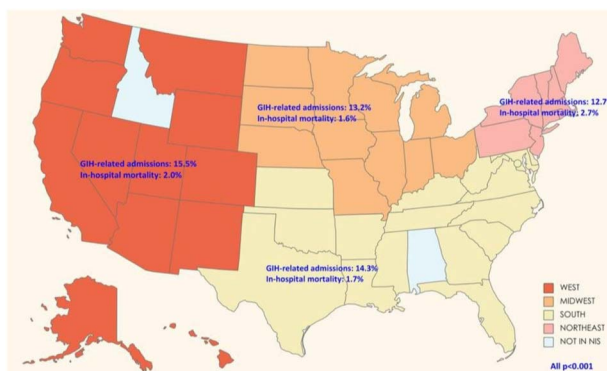 GIH-related admissions: 13.2%
In-hospital mortality: 1.6%
GIH-related admissions: 12.7
In-hospital mortality: 2.7%
GIH-related admissions: 15.5%
In-hospital mortality: 2.0%
GIH-related admissions: 14.3%
In-hospital mortality: 1.7%
WEST
MIDWEST
SOUTH
NORTHEAST
NOT IN NIS
All p<0.001